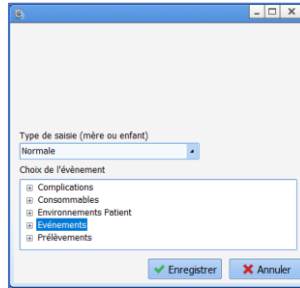 Type de saisie (mère ou enfant)
Normale
Choix de l'évènement
Complications
Consommables
Environnements Patient
Evénements
Prélèvements
Enregistrer
Annuler